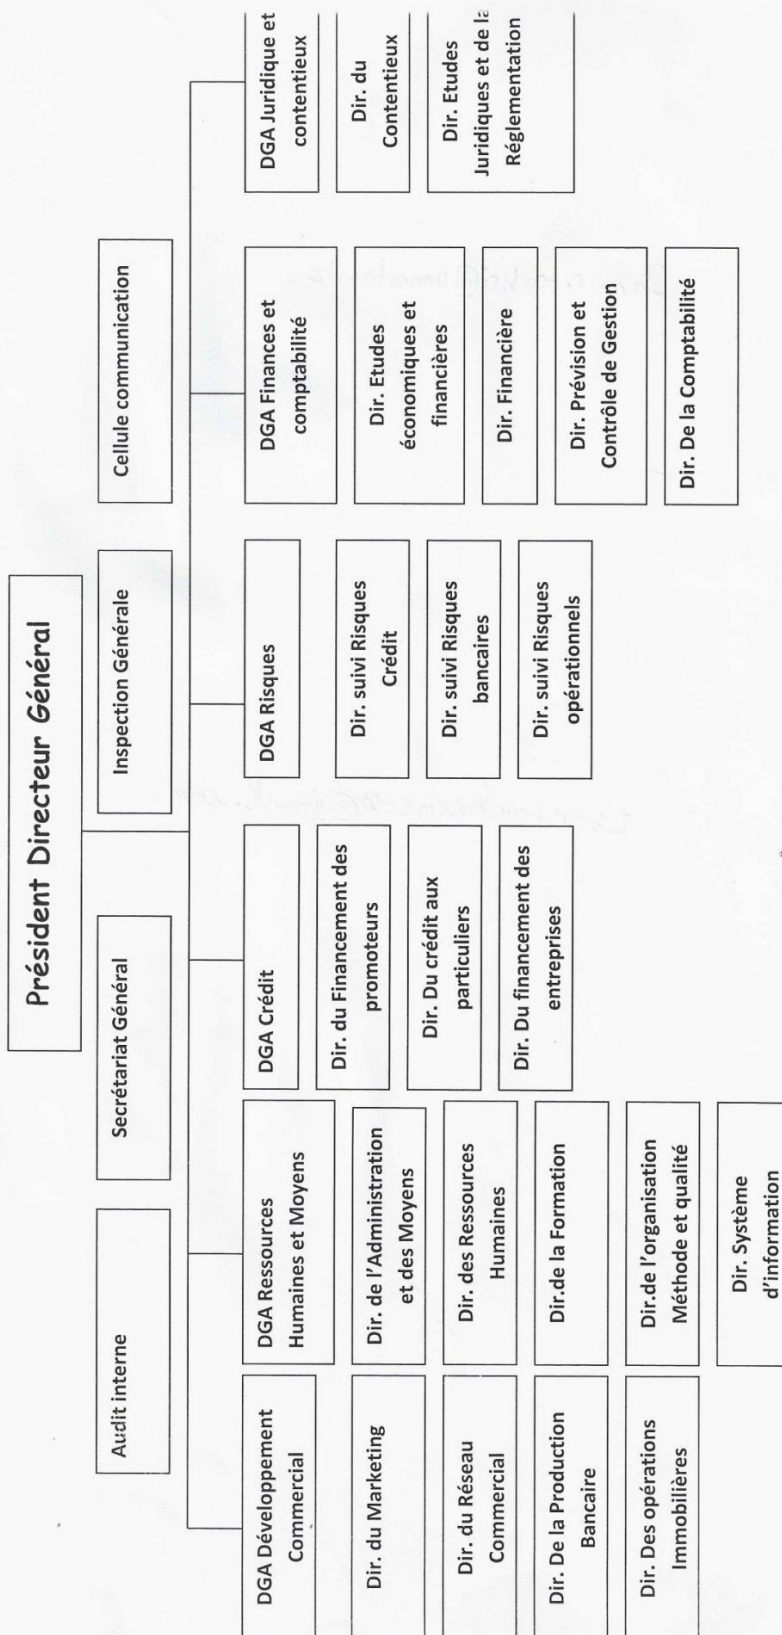 Président Directeur Général
Audit interne
Secrétariat Général
Inspection Générale
Cellule communication
DGA Développement
Commercial
Dir. du Marketing
Dir. du Réseau
Commercial
Dir. De la Production
Bancaire
Dir. Des opérations
Immobilières
DGA Ressources
Humaines et Moyens
Dir. de l'Administration
et des Moyens
Dir. des Ressources
Humaines
Dir.de la Formation
Dir.de l'organisation
Méthode et qualité
Dir. Système
d'information
DGA Crédit
Dir. du Financement des
promoteurs
Dir. Du crédit aux
particuliers
Dir. Du financement des
entreprises
DGA Risques
Dir. suivi Risques
Crédit
Dir. suivi Risques
bancaires
Dir. suivi Risques
opérationnels
DGA Finances et
comptabilité
Dir. Etudes
économiques et
financières
Dir. Financière
Dir. Prévision et
Contrôle de Gestion
Dir. De la Comptabilité
DGA Juridique et
contentieux
Dir. du
Contentieux
Dir. Etudes
Juridiques et de la
Réglementation